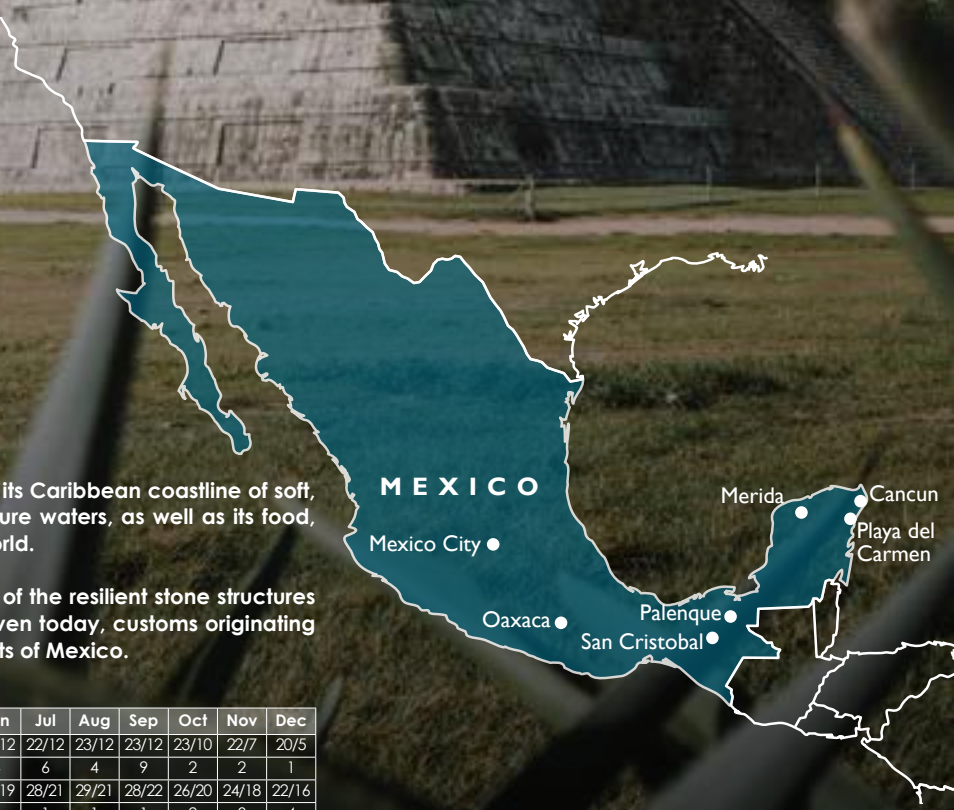 its Caribbean coastline of soft,
ure waters, as well as its food,
orld.
of the resilient stone structures
ven today, customs originating
ts of Mexico.
MEXICO
Merida
Cancun
Playa del
Carmen
Mexico City
Oaxaca
Palenque
San Cristobal
n Jul Aug Sep Oct Nov Dec
12 22/12 23/12 23/12 23/10 22/7 20/5
6 4 9 2 2 1
19 28/21 29/21 28/22 26/20 24/18 22/16